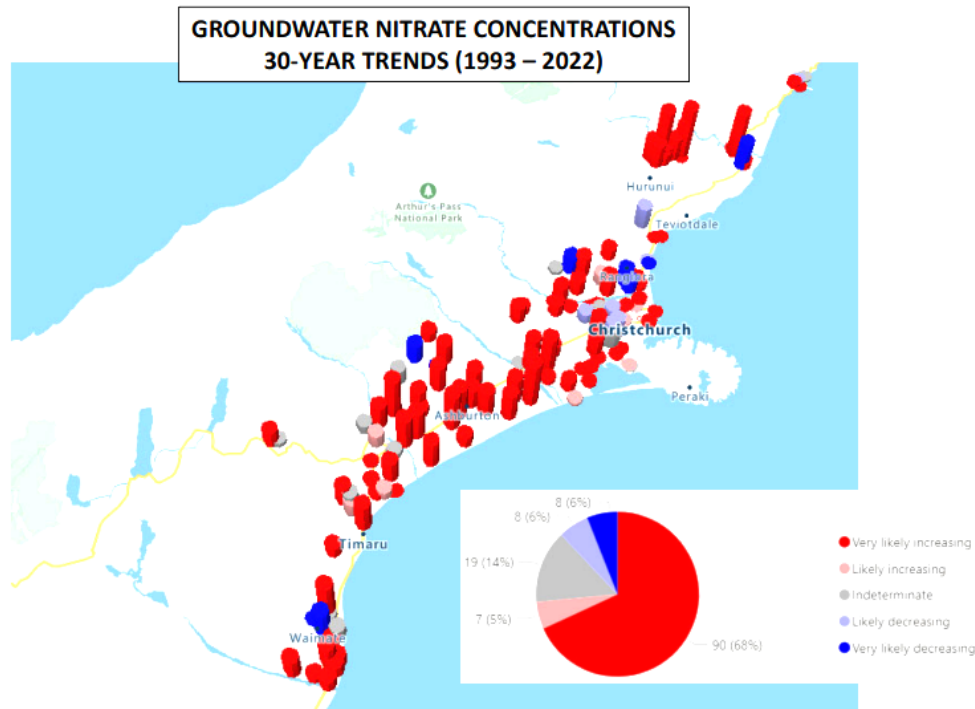 GROUNDWATER NITRATE CONCENTRATIONS
30-YEAR TRENDS (1993 – 2022)
Hurunui
Arthur's Pass
National Park
Teviotdale
Rangiora
Christchurch
Peraki
Ashburton
Timaru
Waimate
8 (6%)
8 (6%)
19 (14%)
7 (5%)
90 (68%)
Very likely increasing
Likely increasing
Indeterminate
Likely decreasing
Very likely decreasing